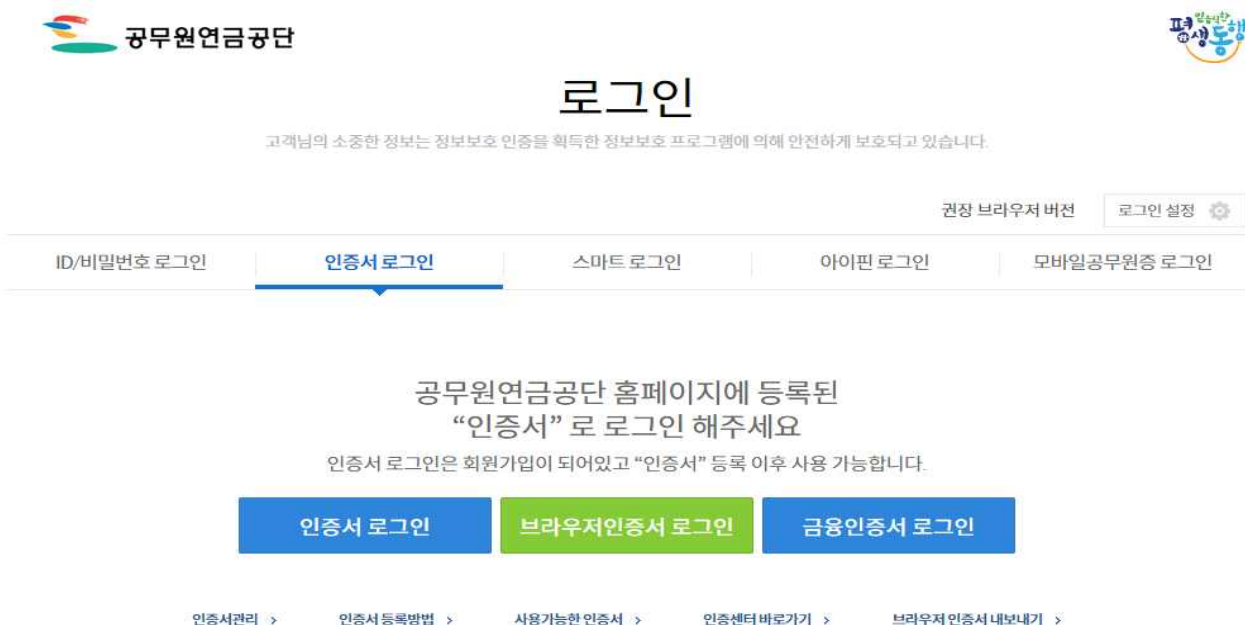 공무원연금공단
평생동행
로그인
고객님의 소중한 정보는 정보보호 인증을 획득한 정보보호 프로그램에 의해 안전하게 보호되고 있습니다.
권장 브라우저 버전 로그인 설정
ID/비밀번호 로그인 인증서 로그인 스마트 로그인 아이핀 로그인 모바일공무원증 로그인
공무원연금공단 홈페이지에 등록된
“인증서” 로 로그인 해주세요
인증서 로그인은 회원가입이 되어있고 “인증서” 등록 이후 사용 가능합니다.
인증서 로그인 브라우저인증서 로그인 금융인증서 로그인
인증서관리 > 인증서 등록방법 > 사용가능한 인증서 > 인증센터 바로가기 > 브라우저 인증서 내보내기 >